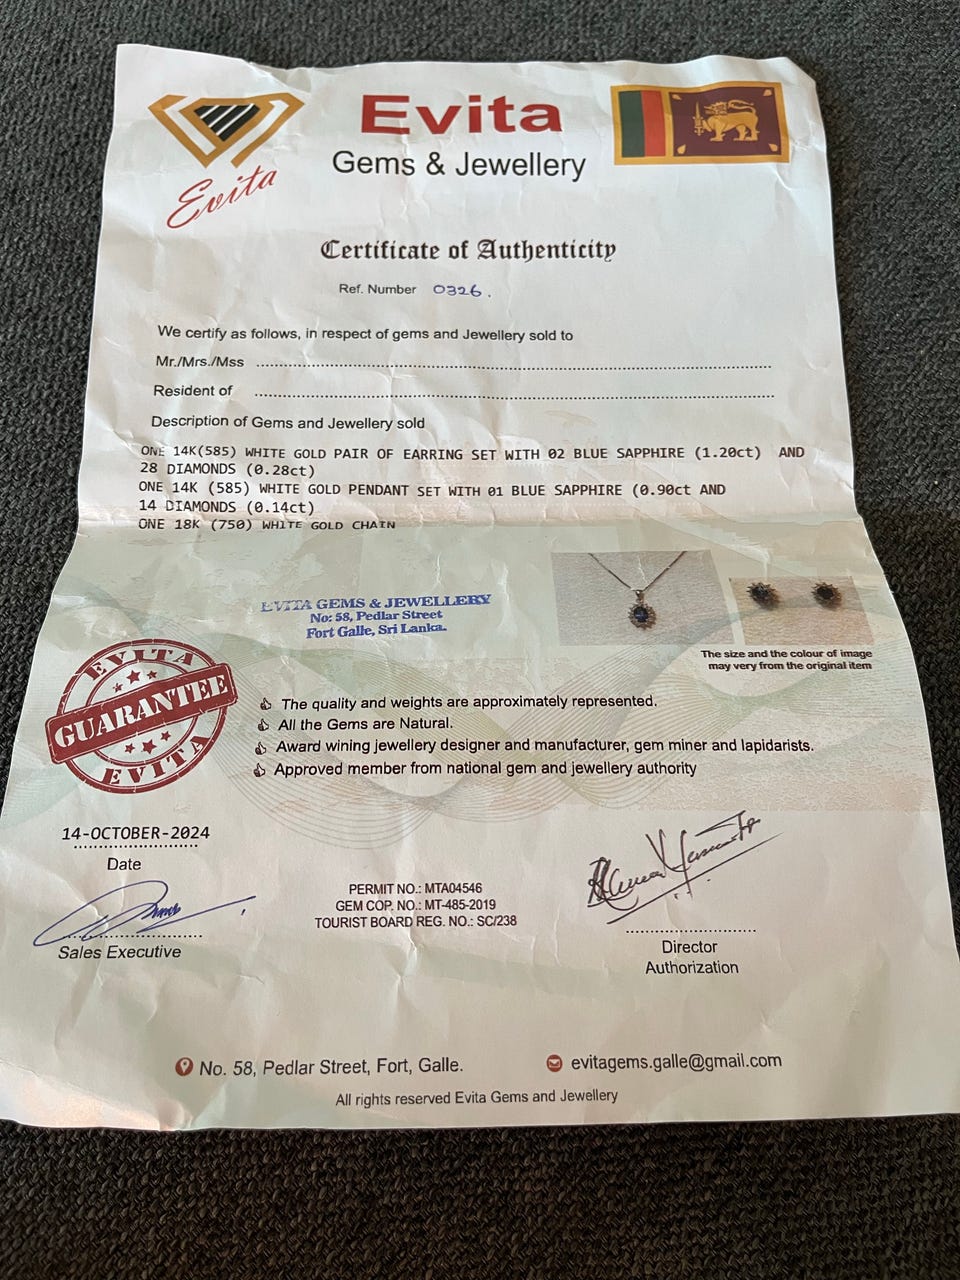 Evita
Gems & Jewellery
Evita
Certificate of Authenticity
Ref. Number 0326.
We certify as follows, in respect of gems and Jewellery sold to
Mr./Mrs./Mss ........................................................
Resident of ........................................................
Description of Gems and Jewellery sold
ONE 14K(585) WHITE GOLD PAIR OF EARRING SET WITH 02 BLUE SAPPHIRE (1.20ct) AND
28 DIAMONDS (0.28ct)
ONE 14K (585) WHITE GOLD PENDANT SET WITH 01 BLUE SAPPHIRE (0.90ct AND
14 DIAMONDS (0.14ct)
ONE 18K (750) WHITE GOLD CHAIN
EVITA GEMS & JEWELLERY
No: 58, Pedlar Street
Fort Galle, Sri Lanka.
The size and the colour of image
may very from the original item
EVITA
GUARANTEE
EVITA
The quality and weights are approximately represented.
All the Gems are Natural.
Award wining jewellery designer and manufacturer, gem miner and lapidarists.
Approved member from national gem and jewellery authority
14-OCTOBER-2024
Date
Sales Executive
PERMIT NO.: MTA04546
GEM COP. NO.: MT-485-2019
TOURIST BOARD REG. NO.: SC/238
Director
Authorization
No. 58, Pedlar Street, Fort, Galle.
evitagems.galle@gmail.com
All rights reserved Evita Gems and Jewellery